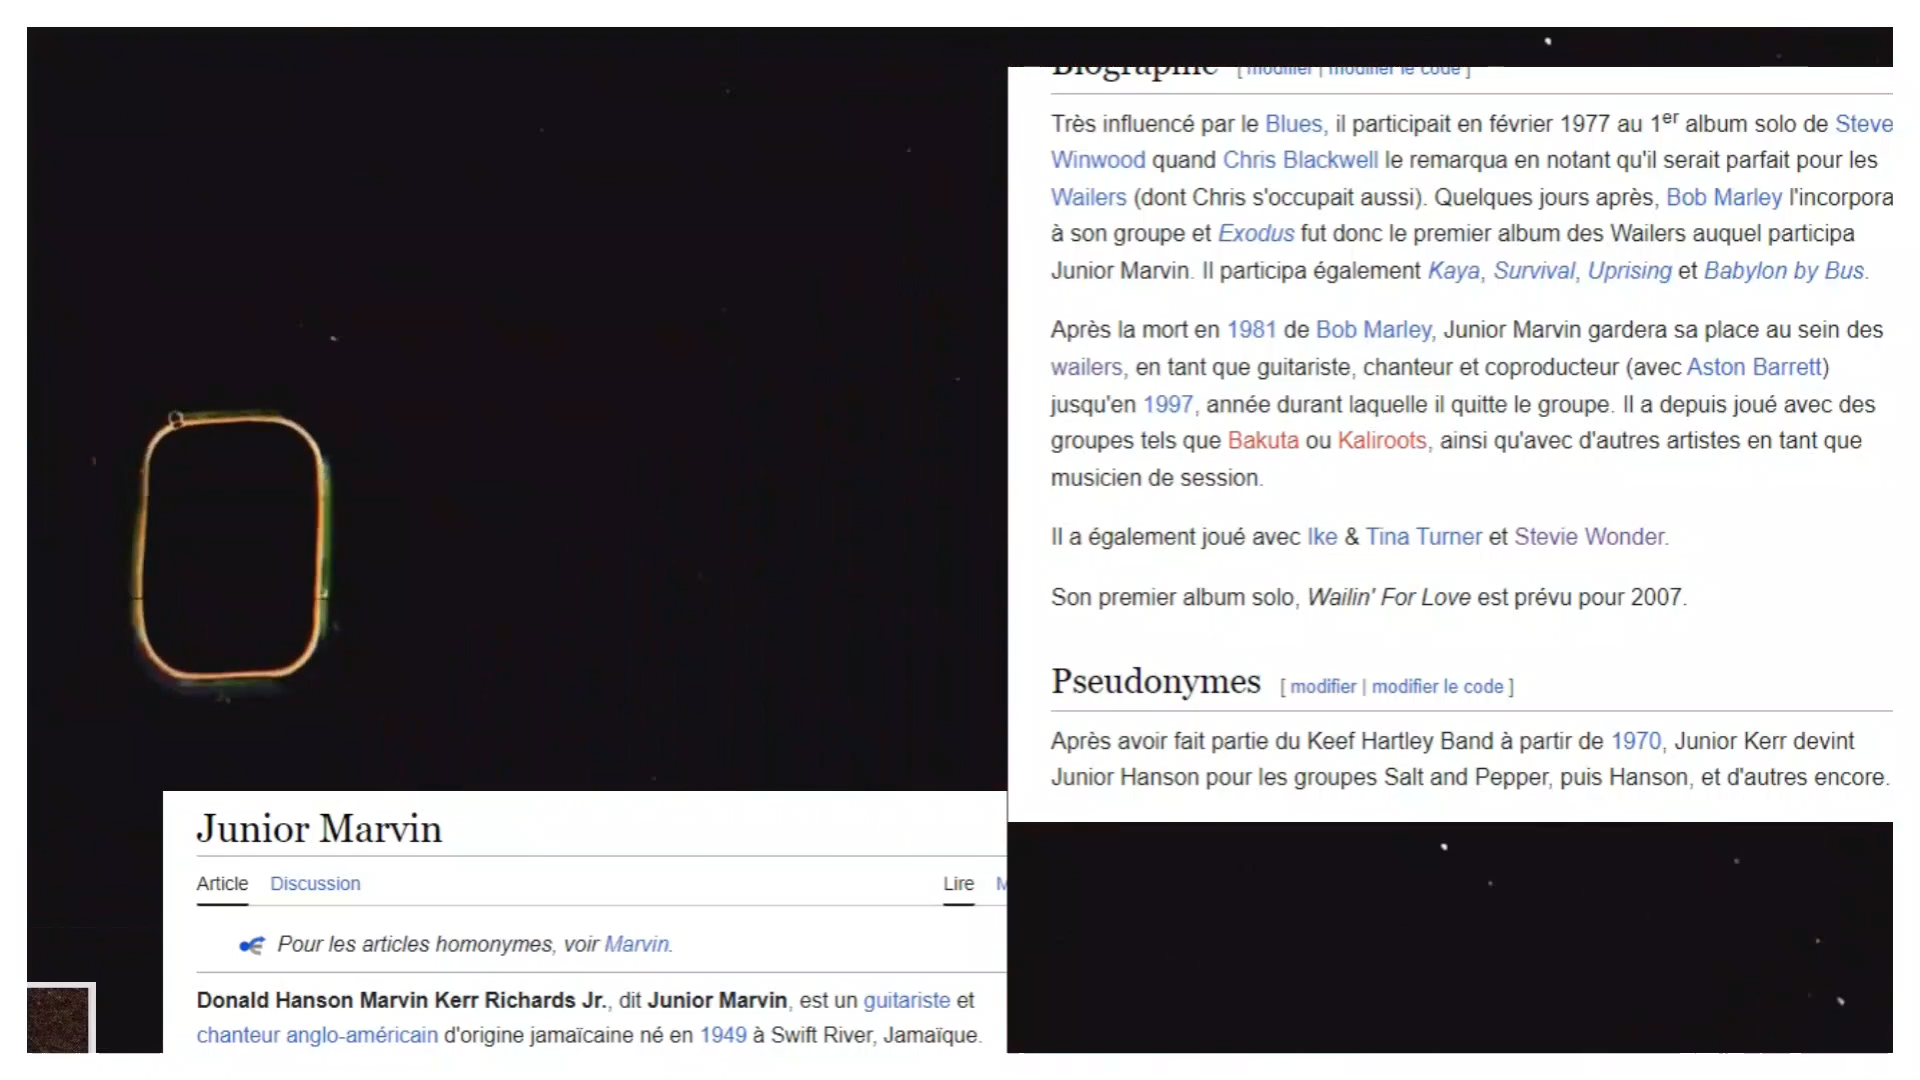 Biographie [ modifier | modifier le code ]
Très influencé par le Blues, il participait en février 1977 au 1er album solo de Steve
Winwood quand Chris Blackwell le remarqua en notant qu'il serait parfait pour les
Wailers (dont Chris s'occupait aussi). Quelques jours après, Bob Marley l'incorpora
à son groupe et Exodus fut donc le premier album des Wailers auquel participa
Junior Marvin. Il participa également Kaya, Survival, Uprising et Babylon by Bus.
Après la mort en 1981 de Bob Marley, Junior Marvin gardera sa place au sein des
wailers, en tant que guitariste, chanteur et coproducteur (avec Aston Barrett)
jusqu'en 1997, année durant laquelle il quitte le groupe. Il a depuis joué avec des
groupes tels que Bakuta ou Kaliroots, ainsi qu'avec d'autres artistes en tant que
musicien de session.
Il a également joué avec Ike & Tina Turner et Stevie Wonder.
Son premier album solo, Wailin' For Love est prévu pour 2007.
Pseudonymes [ modifier | modifier le code ]
Après avoir fait partie du Keef Hartley Band à partir de 1970, Junior Kerr devint
Junior Hanson pour les groupes Salt and Pepper, puis Hanson, et d'autres encore.
Junior Marvin
Article Discussion Lire
Pour les articles homonymes, voir Marvin.
Donald Hanson Marvin Kerr Richards Jr., dit Junior Marvin, est un guitariste et
chanteur anglo-américain d'origine jamaïcaine né en 1949 à Swift River, Jamaïque.